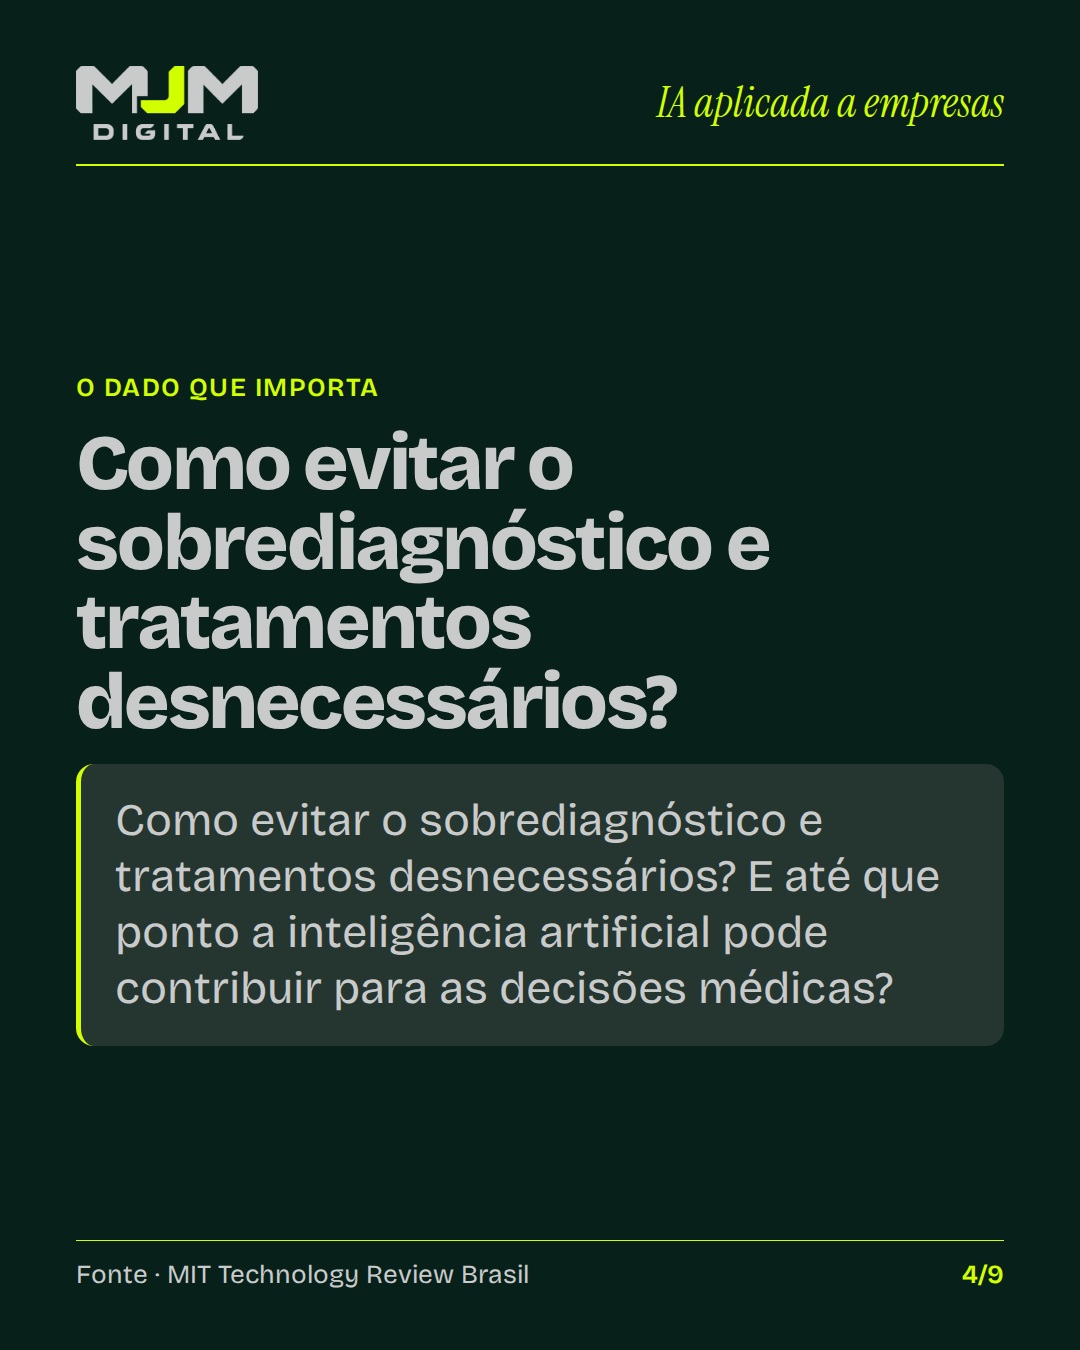 MJM
DIGITAL
IA aplicada a empresas
O DADO QUE IMPORTA
Como evitar o
sobrediagnóstico e
tratamentos
desnecessários?
Como evitar o sobrediagnóstico e
tratamentos desnecessários? E até que
ponto a inteligência artificial pode
contribuir para as decisões médicas?
Fonte · MIT Technology Review Brasil
4/9